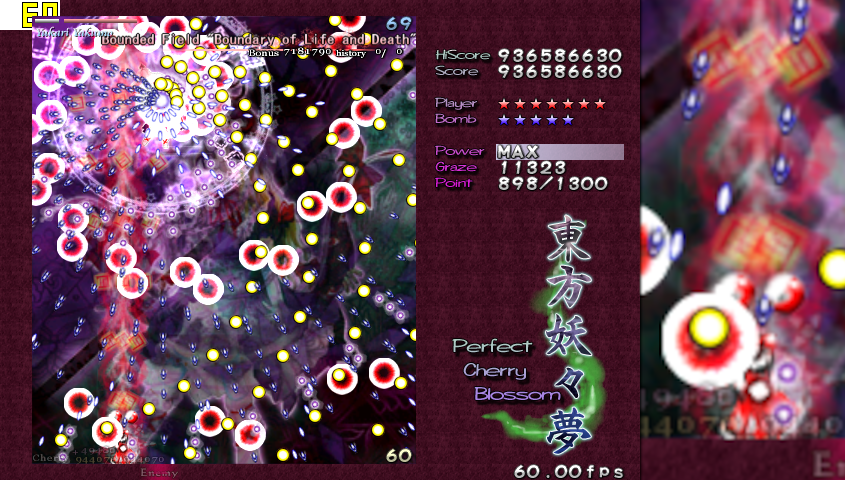 60
Yukari Yakumo
69
Bounded Field "Boundary of Life and Death"
Bonus 7181790 history 0/ 0
HiScore 936586630
Score 936586630
Player ★★★★★★★
Bomb ★★★★★
Power MAX
Graze 11323
Point 898/1300
東方妖々夢
Perfect
Cherry
Blossom
60
Enemy
60.00fps